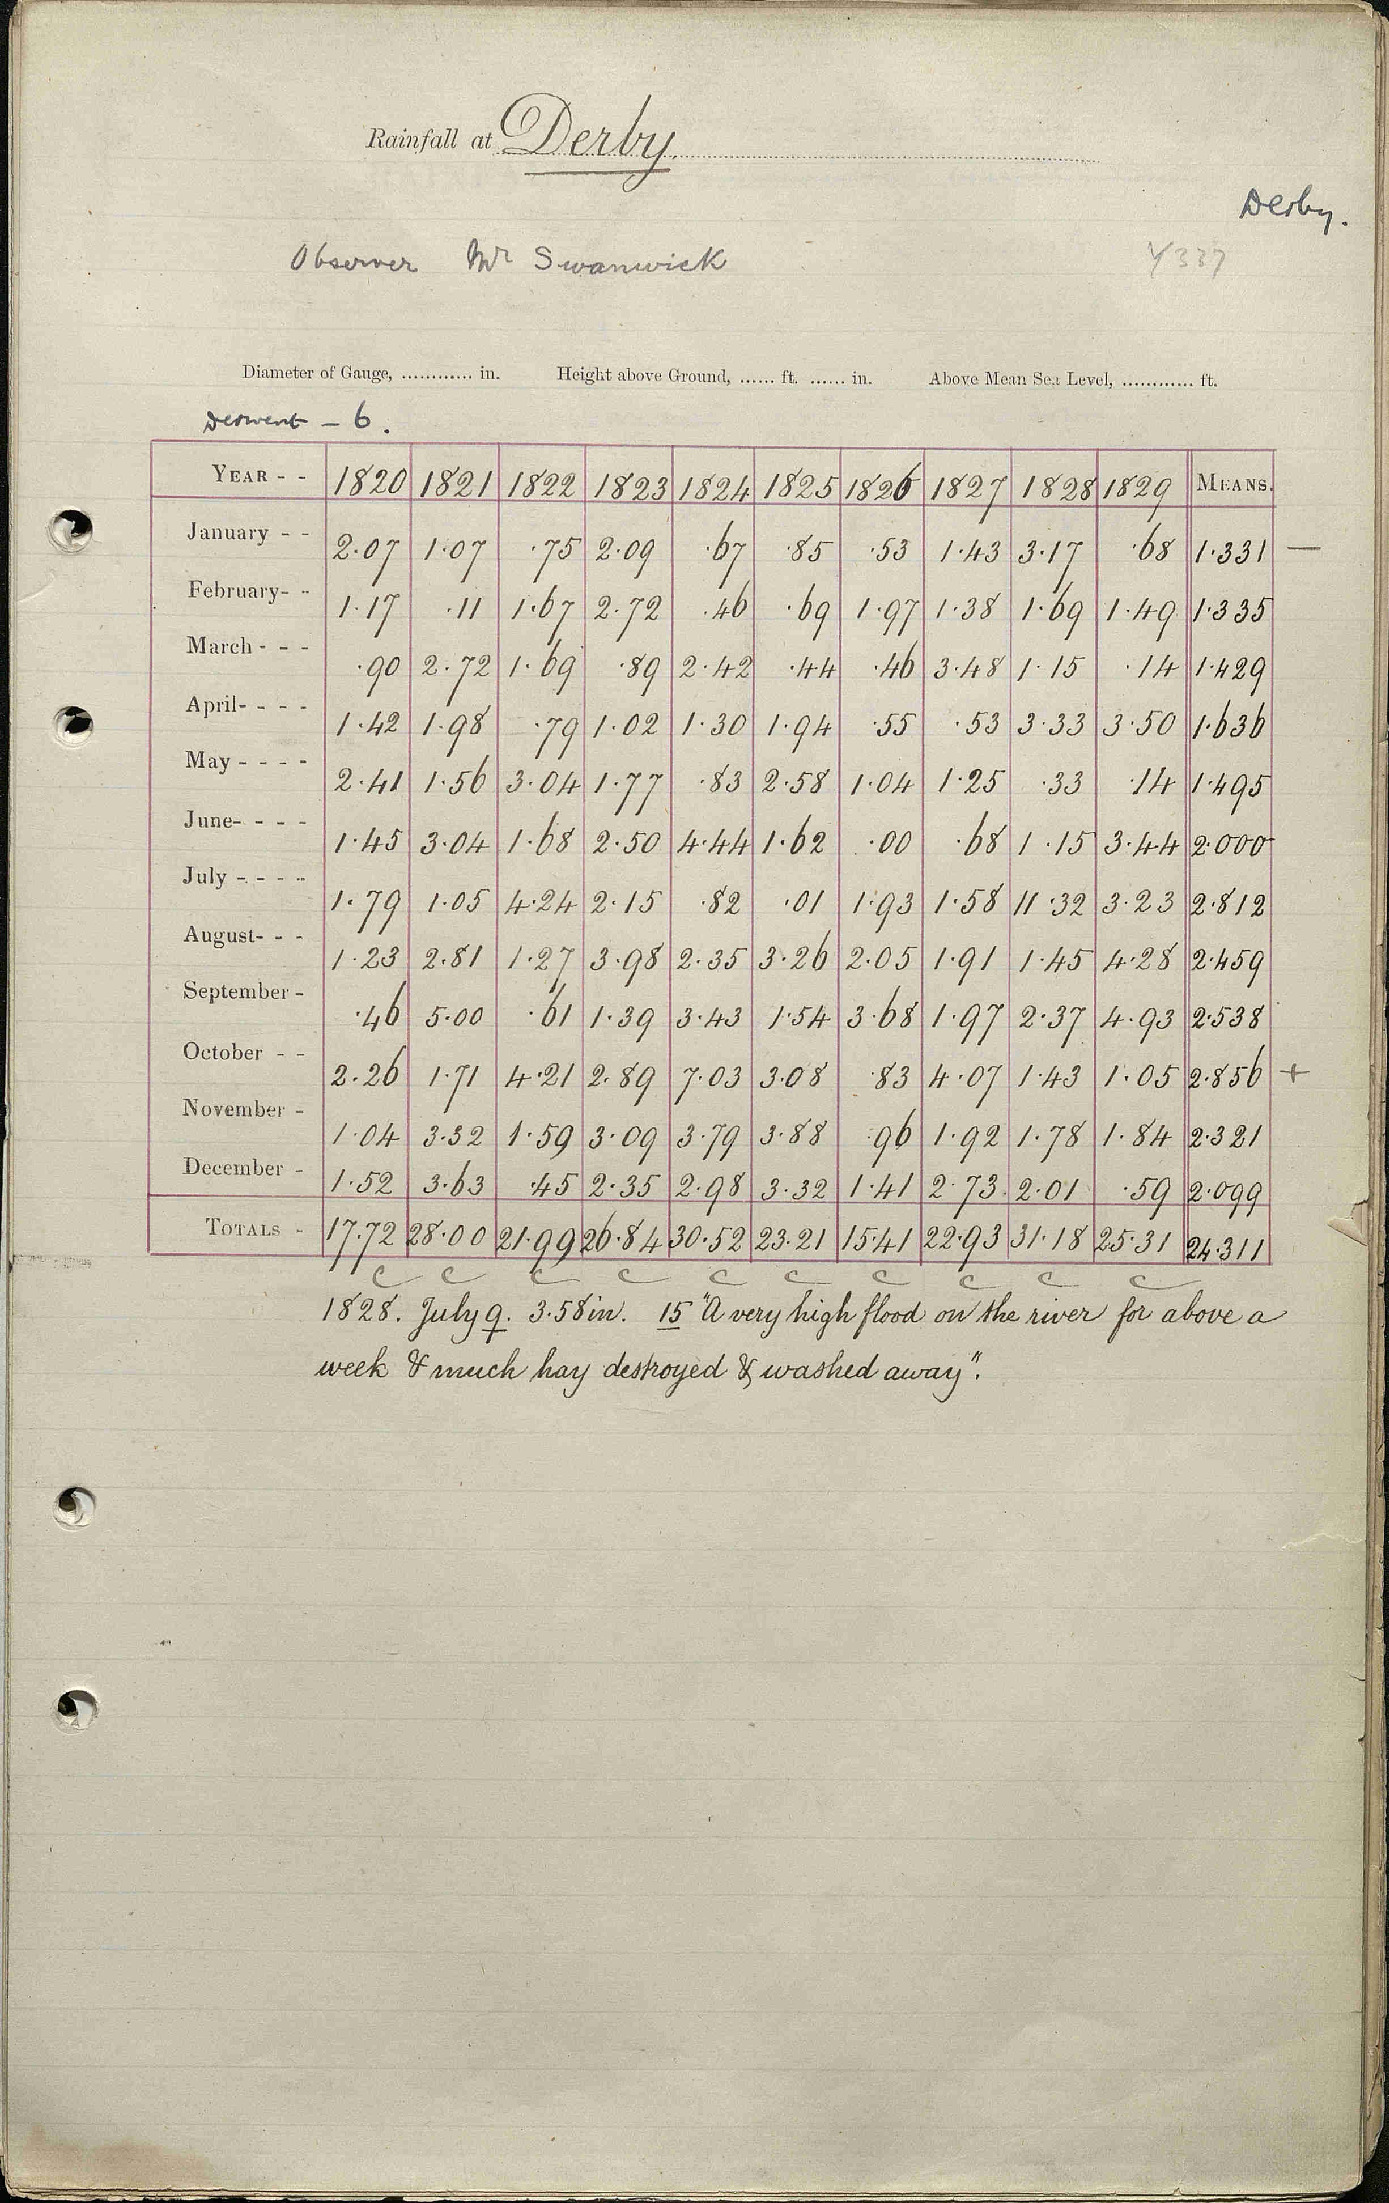 Rainfall at Derby.
Derby.
Observer Mr Swanwick
Y337
Diameter of Gauge, ............ in. Height above Ground, ...... ft. ...... in. Above Mean Sea Level, ............ ft.
Derwent - 6.
YEAR - - 1820 1821 1822 1823 1824 1825 1826 1827 1828 1829 MEANS.
January - - 2.07 1.07 .75 2.09 .67 .85 .53 1.43 3.17 .68 1.331 —
February- - 1.17 .11 1.67 2.72 .46 .69 1.97 1.38 1.69 1.49 1.335
March - - - .90 2.72 1.69 .89 2.42 .44 .46 3.48 1.15 .14 1.429
April- - - - 1.42 1.98 .79 1.02 1.30 1.94 .55 .53 3.33 3.50 1.636
May - - - - 2.41 1.56 3.04 1.77 .83 2.58 1.04 1.25 .33 .14 1.495
June- - - - 1.45 3.04 1.68 2.50 4.44 1.62 .00 .68 1.15 3.44 2.000
July - - - - 1.79 1.05 4.24 2.15 .82 .01 1.93 1.58 11.32 3.23 2.812
August- - - 1.23 2.81 1.27 3.98 2.35 3.26 2.05 1.91 1.45 4.28 2.459
September - .46 5.00 .61 1.39 3.43 1.54 3.68 1.97 2.37 4.93 2.538
October - - 2.26 1.71 4.21 2.89 7.03 3.08 .83 4.07 1.43 1.05 2.856 +
November - 1.04 3.32 1.59 3.09 3.79 3.88 .96 1.92 1.78 1.84 2.321
December - 1.52 3.63 .45 2.35 2.98 3.32 1.41 2.73 2.01 .59 2.099
TOTALS - 17.72 28.00 21.99 26.84 30.52 23.21 15.41 22.93 31.18 25.31 24.311
c c c c c c c c c c
1828. July 9. 3.58in. 15 "A very high flood on the river for above a
week & much hay destroyed & washed away".